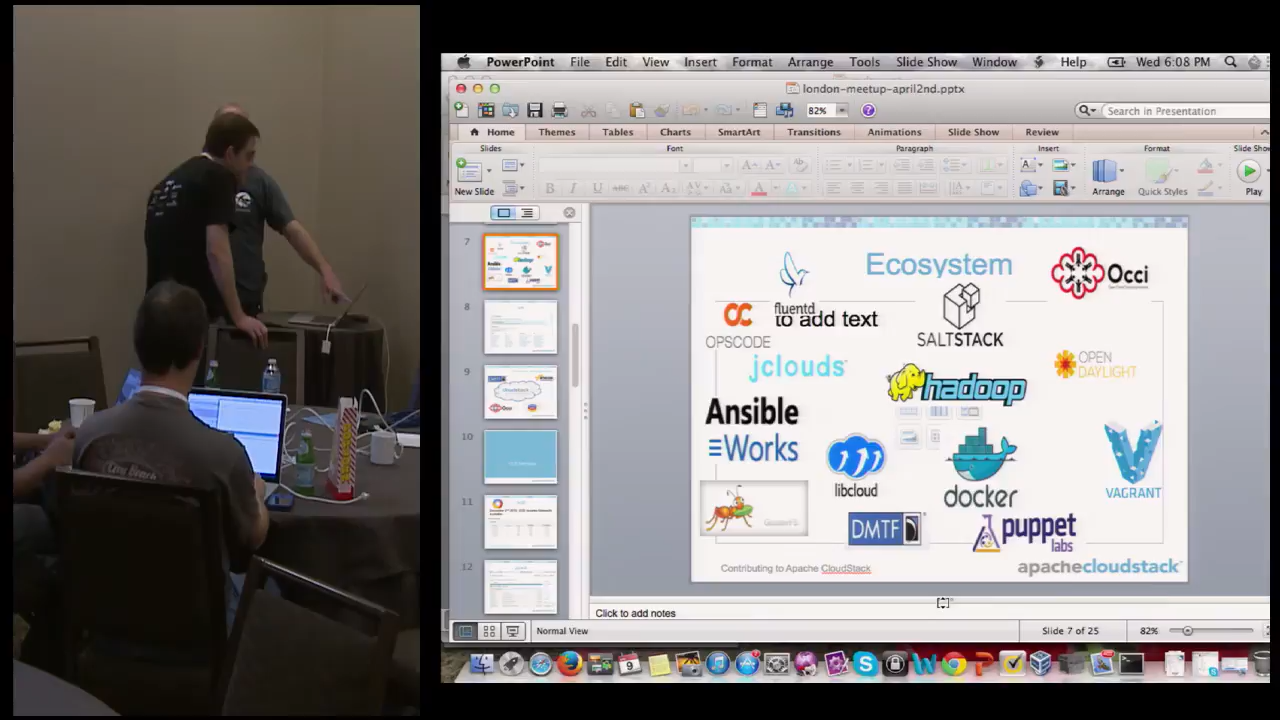 PowerPoint File Edit View Insert Format Arrange Tools Slide Show Window Help Wed 6:08 PM
london-meetup-april2nd.pptx
82% Search in Presentation
Home Themes Tables Charts SmartArt Transitions Animations Slide Show Review
Slides Font Paragraph Insert Format Slide Sho
New Slide Arrange Quick Styles Play
7
8
9
10
11
12
Ecosystem
Occi
fluentd
to add text
OPSCODE
SALTSTACK
jclouds
OPEN
DAYLIGHT
hadoop
Ansible
Works
libcloud
docker
VAGRANT
DMTF
puppet
labs
Contributing to Apache CloudStack
apachecloudstack
Click to add notes
Normal View Slide 7 of 25 82%